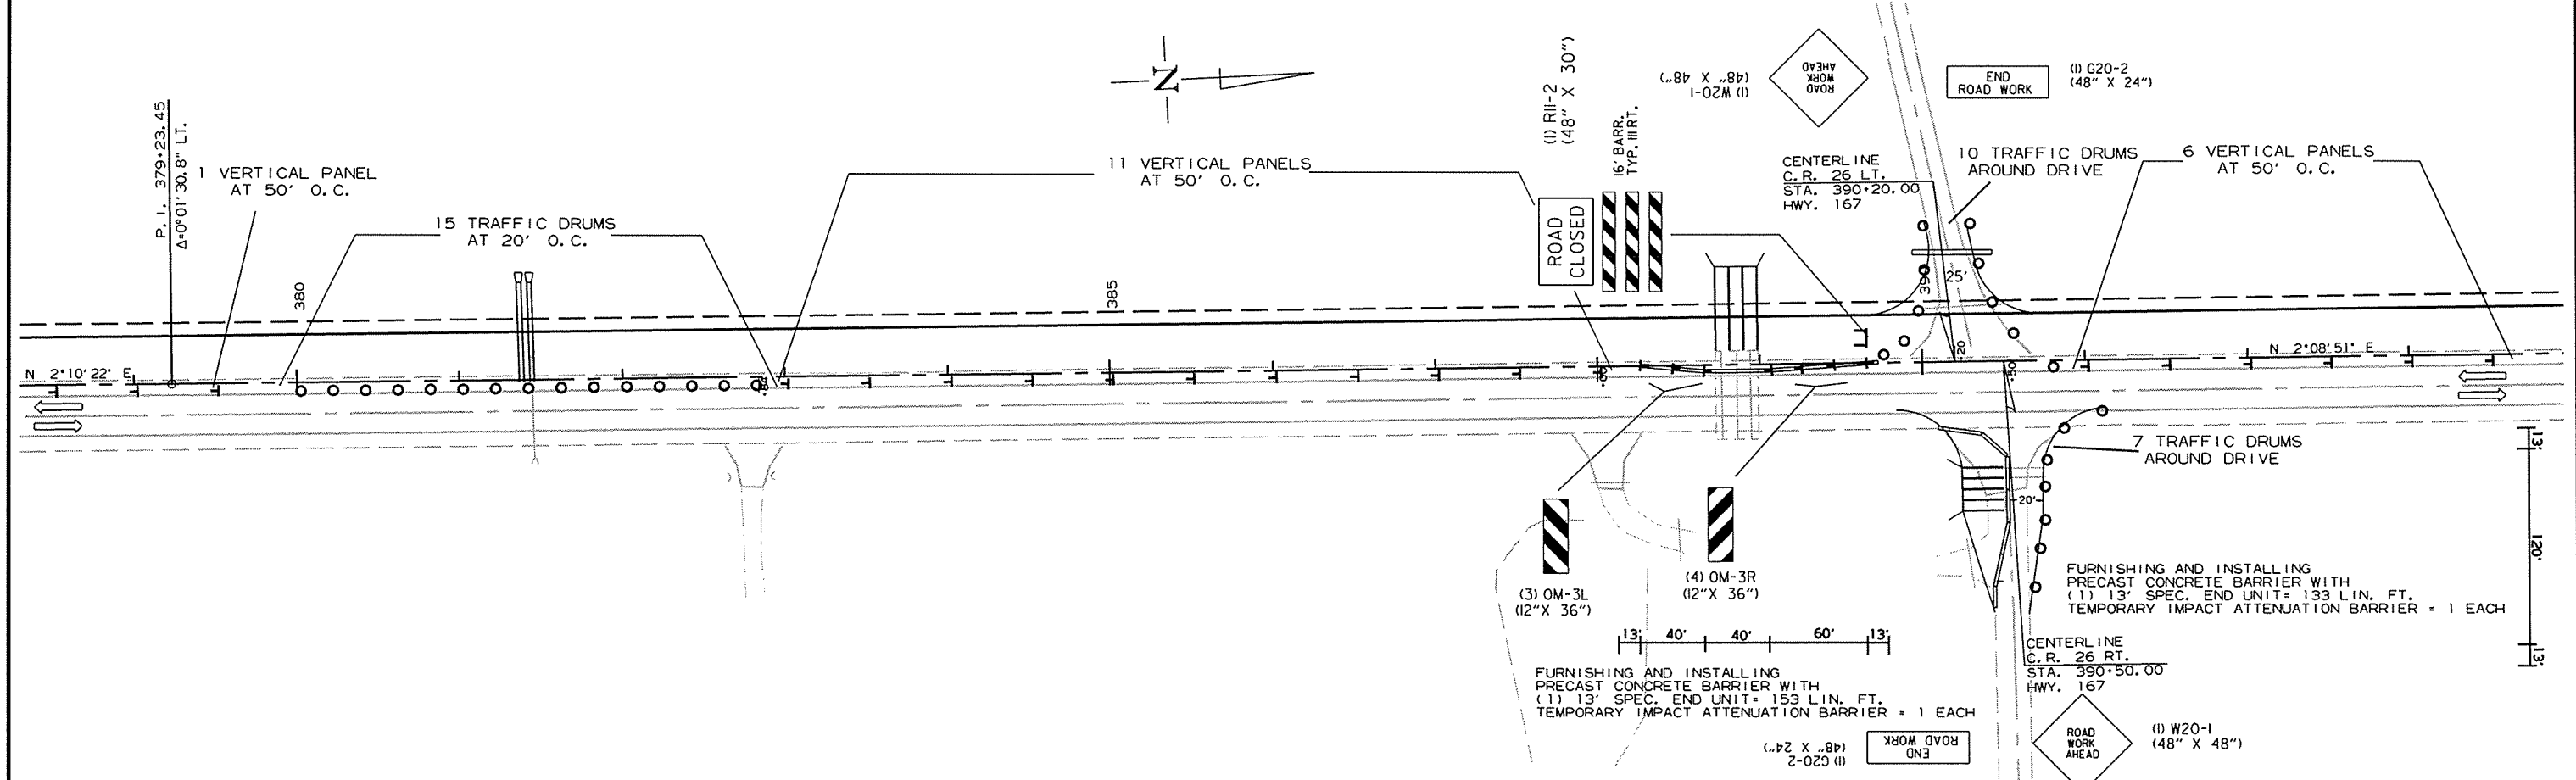 P. I. 379+23.45
Δ=0°01'30.8" LT.
1 VERTICAL PANEL
AT 50' O.C.
380
15 TRAFFIC DRUMS
AT 20' O.C.
N
11 VERTICAL PANELS
AT 50' O.C.
385
(1) R11-2
(48" X 30")
16' BARR.
TYP. III RT.
ROAD
CLOSED
(1) W20-1
(48" X 48")
ROAD
WORK
AHEAD
END
ROAD WORK
(1) G20-2
(48" X 24")
CENTERLINE
C.R. 26 LT.
STA. 390+20.00
HWY. 167
10 TRAFFIC DRUMS
AROUND DRIVE
6 VERTICAL PANELS
AT 50' O.C.
390
25'
N 2°10'22" E
.84
.00
.20
.50
N 2°08'51" E
7 TRAFFIC DRUMS
AROUND DRIVE
20'
13'
120'
13'
(3) OM-3L
(12"X 36")
(4) OM-3R
(12"X 36")
FURNISHING AND INSTALLING
PRECAST CONCRETE BARRIER WITH
(1) 13' SPEC. END UNIT= 133 LIN. FT.
TEMPORARY IMPACT ATTENUATION BARRIER = 1 EACH
13' 40' 40' 60' 13'
FURNISHING AND INSTALLING
PRECAST CONCRETE BARRIER WITH
(1) 13' SPEC. END UNIT= 153 LIN. FT.
TEMPORARY IMPACT ATTENUATION BARRIER = 1 EACH
CENTERLINE
C.R. 26 RT.
STA. 390+50.00
HWY. 167
(1) G20-2
(48" X 24")
END
ROAD WORK
ROAD
WORK
AHEAD
(1) W20-1
(48" X 48")